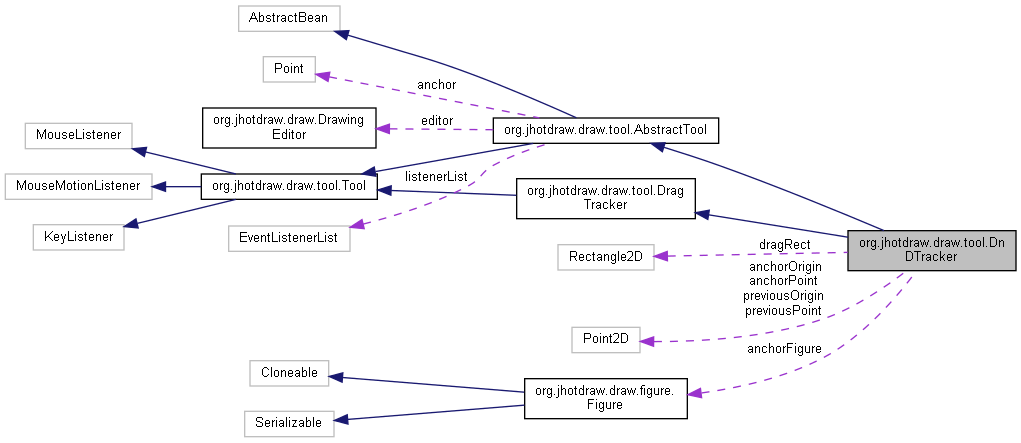 AbstractBean
Point
anchor
org.jhotdraw.draw.Drawing
Editor
editor
org.jhotdraw.draw.tool.AbstractTool
MouseListener
MouseMotionListener
KeyListener
org.jhotdraw.draw.tool.Tool
listenerList
EventListenerList
org.jhotdraw.draw.tool.Drag
Tracker
org.jhotdraw.draw.tool.Dn
DTracker
dragRect
Rectangle2D
anchorOrigin
anchorPoint
previousOrigin
previousPoint
Point2D
anchorFigure
Cloneable
Serializable
org.jhotdraw.draw.figure.
Figure